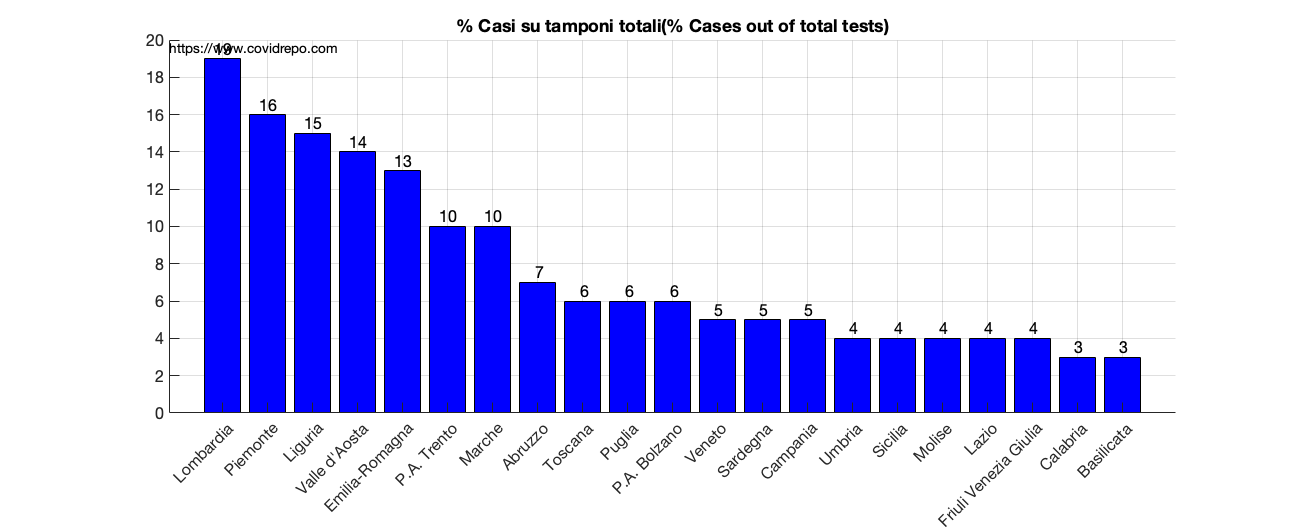 % Casi su tamponi totali(% Cases out of total tests)
https://www.covidrepo.com
20
18
16
14
12
10
8
6
4
2
0
19
16
15
14
13
10
10
7
6
6
6
5
5
5
4
4
4
4
4
3
3
Lombardia
Piemonte
Liguria
Valle d'Aosta
Emilia-Romagna
P.A. Trento
Marche
Abruzzo
Toscana
Puglia
P.A. Bolzano
Veneto
Sardegna
Campania
Umbria
Sicilia
Molise
Lazio
Friuli Venezia Giulia
Calabria
Basilicata